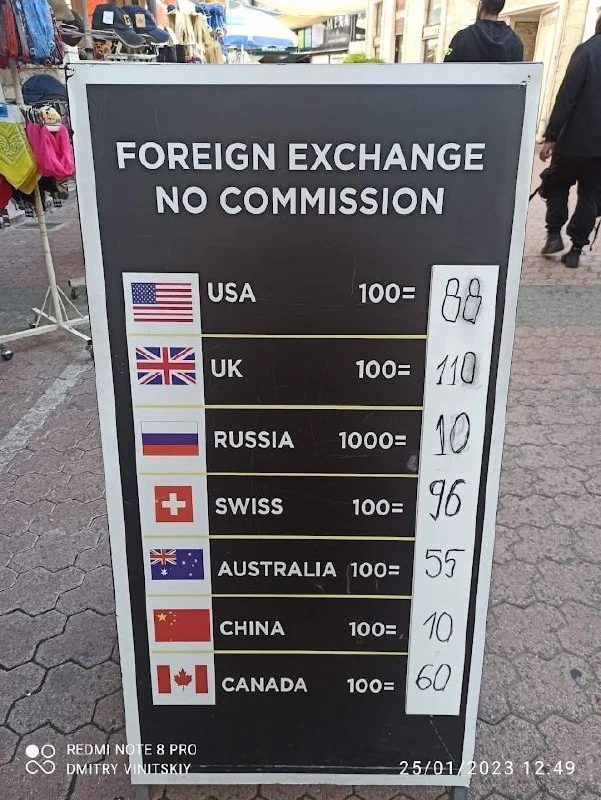 FOREIGN EXCHANGE
NO COMMISSION
USA 100= 88
UK 100= 110
RUSSIA 1000= 10
SWISS 100= 96
AUSTRALIA 100= 55
CHINA 100= 10
CANADA 100= 60
REDMI NOTE 8 PRO
DMITRY VINITSKIY
25/01/2023 12:49